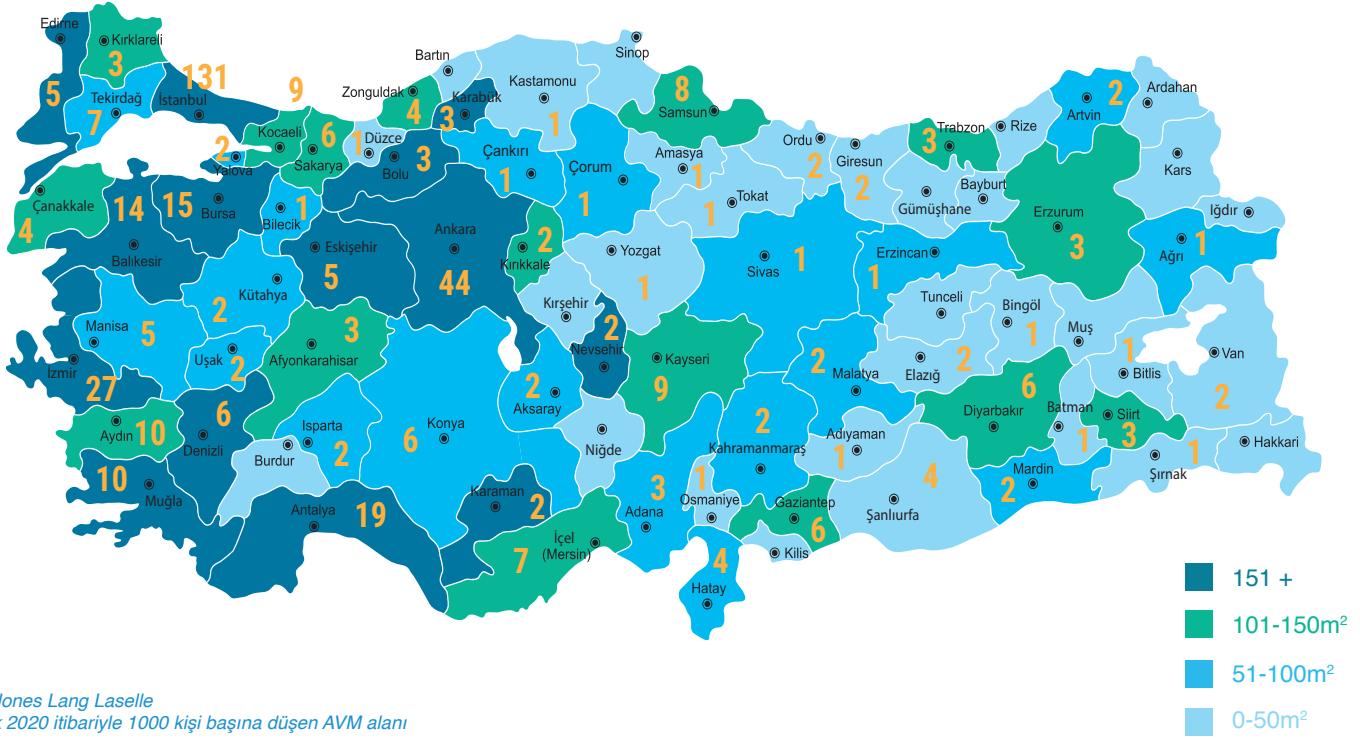 Edirne
5
Kırklareli
3
Tekirdağ
7
131
İstanbul
9
Kocaeli
6
Sakarya
2
Yalova
1
Düzce
Zonguldak
4
Bartın
Karabük
3
3
Bolu
Kastamonu
1
Sinop
8
Samsun
Çankırı
1
Çorum
1
Amasya
1
Tokat
1
Ordu
2
Giresun
2
3
Trabzon
Rize
Gümüşhane
Bayburt
Artvin
2
Ardahan
Kars
Iğdır
Ağrı
1
Erzurum
3
Erzincan
1
Sivas
1
Yozgat
1
Kırşehir
2
Kırıkkale
Ankara
44
Eskişehir
5
1
Bilecik
15
Bursa
14
Balıkesir
Çanakkale
4
Kütahya
2
Manisa
5
Uşak
2
3
Afyonkarahisar
İzmir
27
Aydın
10
6
Denizli
10
Muğla
Burdur
Isparta
2
Antalya
19
Konya
6
2
Aksaray
2
Nevsehir
Kayseri
9
Niğde
Karaman
2
İçel
(Mersin)
7
3
Adana
1
Osmaniye
4
Hatay
2
Kahramanmaraş
Gaziantep
6
Kilis
Adıyaman
1
2
Malatya
4
Şanlıurfa
Tunceli
Elazığ
2
Bingöl
1
Muş
1
Bitlis
Van
2
6
Diyarbakır
Batman
1
Siirt
3
Mardin
2
Şırnak
1
Hakkari
151 +
101-150m²
51-100m²
0-50m²
Jones Lang Laselle
2020 itibariyle 1000 kişi başına düşen AVM alanı